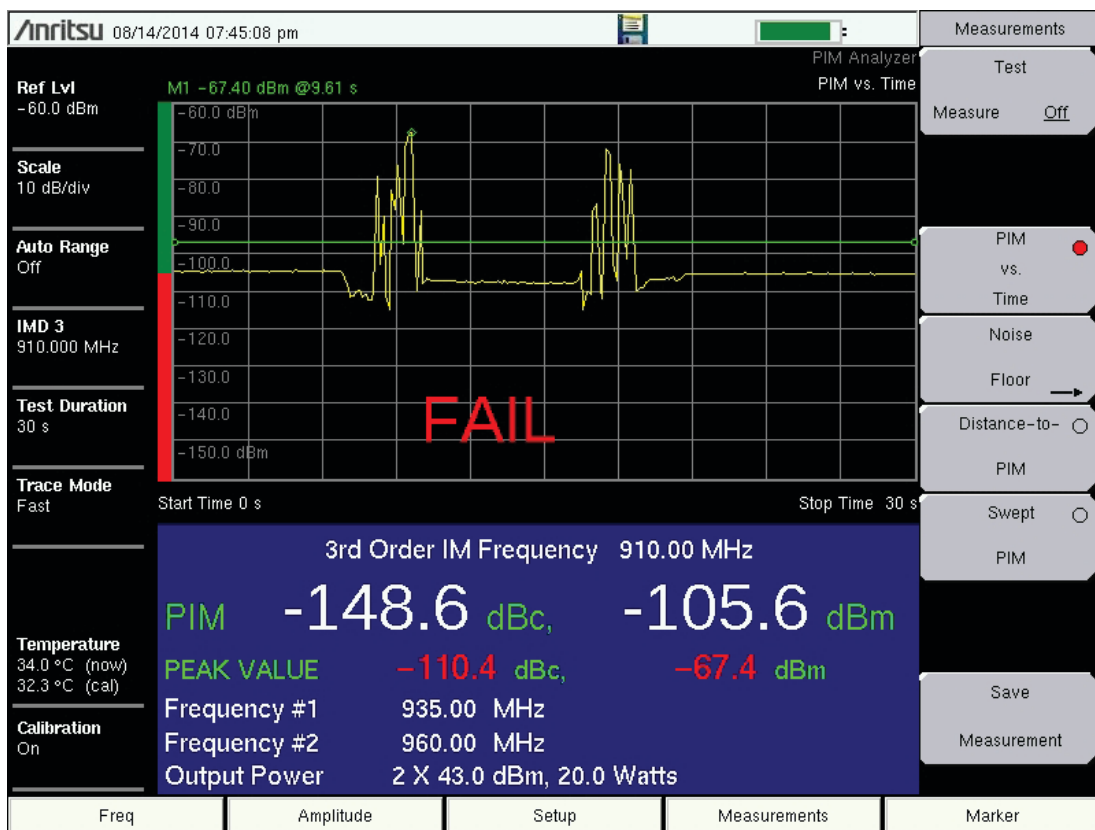 Anritsu 08/14/2014 07:45:08 pm
Measurements
PIM Analyzer
PIM vs. Time
M1 -67.40 dBm @9.61 s
Ref Lvl
-60.0 dBm
Scale
10 dB/div
Auto Range
Off
IMD 3
910.000 MHz
Test Duration
30 s
Trace Mode
Fast
Temperature
34.0 °C (now)
32.3 °C (cal)
Calibration
On
-60.0 dBm
-70.0
-80.0
-90.0
-100.0
-110.0
-120.0
-130.0
-140.0
-150.0 dBm
FAIL
Start Time 0 s
Stop Time 30 s
3rd Order IM Frequency 910.00 MHz
PIM -148.6 dBc, -105.6 dBm
PEAK VALUE -110.4 dBc, -67.4 dBm
Frequency #1 935.00 MHz
Frequency #2 960.00 MHz
Output Power 2 X 43.0 dBm, 20.0 Watts
Test
Measure Off
PIM
vs.
Time
Noise
Floor
Distance-to-
PIM
Swept
PIM
Save
Measurement
Freq
Amplitude
Setup
Measurements
Marker